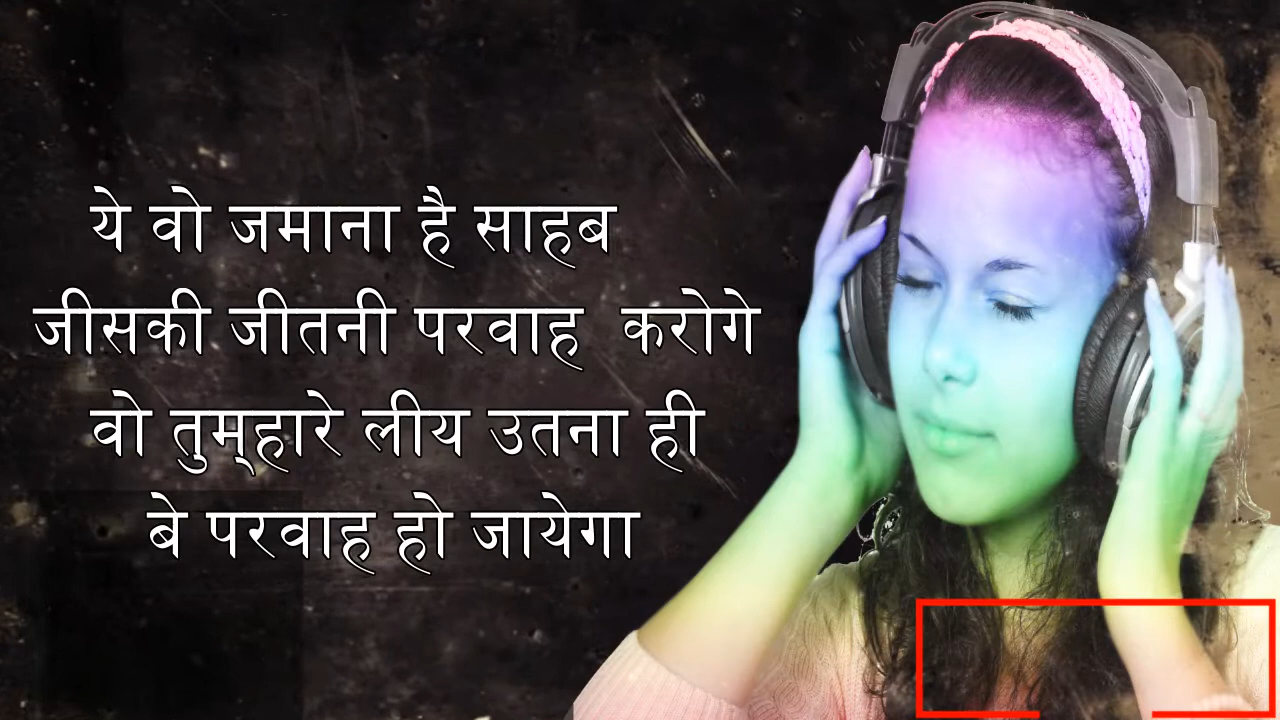 ये वो जमाना है साहब
जीसकी जीतनी परवाह करोगे
वो तुम्हारे लीय उतना ही
बे परवाह हो जायेगा